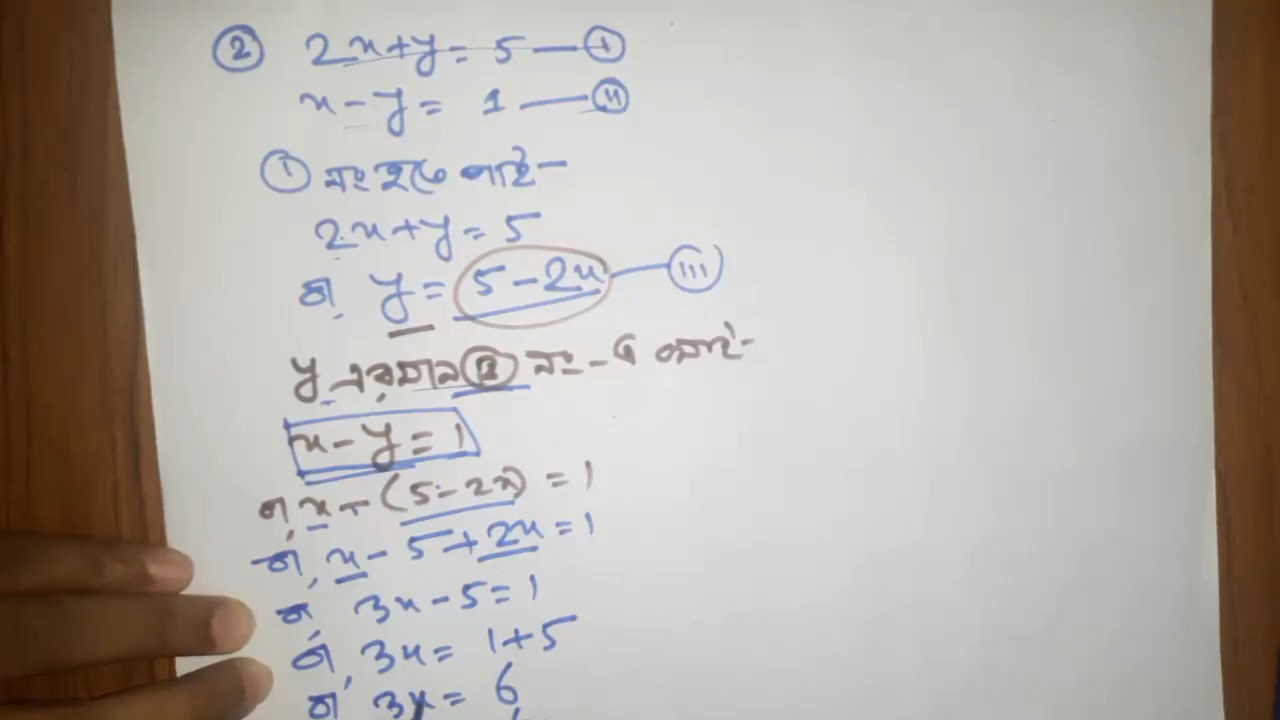 ② 2x+y= 5 — ⓘ
x-y= 1 — ⓘⓘ
① নং হতে পাই-
2x+y=5
বা, y= 5-2x — ⓘⓘⓘ
y এর মান ⓘⓘ নং-এ বসাই-
x-y=1
বা, x-(5-2x) =1
বা, x- 5+2x=1
বা, 3x-5=1
বা, 3x= 1+5
বা, 3x= 6